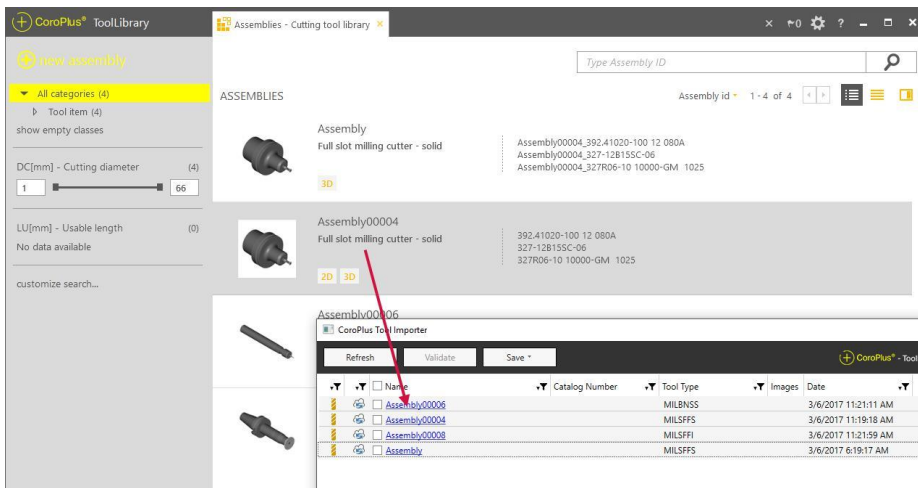 CoroPlus® ToolLibrary
Assemblies - Cutting tool library ×
0 ?
new assembly
Type Assembly ID
All categories (4)
Tool item (4)
show empty classes
ASSEMBLIES
Assembly id 1 - 4 of 4
DC[mm] - Cutting diameter (4)
1 66
LU[mm] - Usable length (0)
No data available
customize search...
Assembly
Full slot milling cutter - solid
3D
Assembly00004_392.41020-100 12 080A
Assembly00004_327-12B15SC-06
Assembly00004_327R06-10 10000-GM 1025
Assembly00004
Full slot milling cutter - solid
2D 3D
392.41020-100 12 080A
327-12B15SC-06
327R06-10 10000-GM 1025
Assembly00006
CoroPlus Tool Importer
Refresh Validate Save
CoroPlus® - Tool
Name Catalog Number Tool Type Images Date
Assembly00006 MILBNSS 3/6/2017 11:21:11 AM
Assembly00004 MILSFFS 3/6/2017 11:19:18 AM
Assembly00008 MILSFFI 3/6/2017 11:21:59 AM
Assembly MILSFFS 3/6/2017 6:19:17 AM